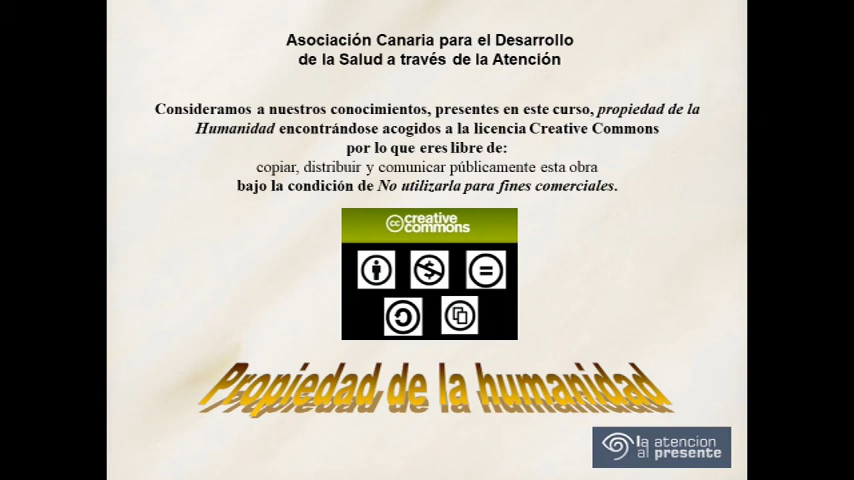 Asociación Canaria para el Desarrollo
de la Salud a través de la Atención
Consideramos a nuestros conocimientos, presentes en este curso, propiedad de la
Humanidad encontrándose acogidos a la licencia Creative Commons
por lo que eres libre de:
copiar, distribuir y comunicar públicamente esta obra
bajo la condición de No utilizarla para fines comerciales.
cc creative
commons
Propiedad de la humanidad
la atencion
al presente